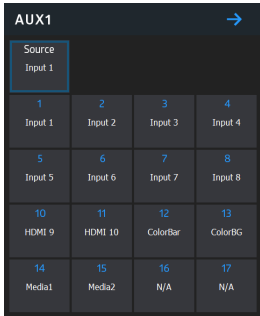 AUX1
Source
Input 1
1 2 3 4
Input 1 Input 2 Input 3 Input 4
5 6 7 8
Input 5 Input 6 Input 7 Input 8
10 11 12 13
HDMI 9 HDMI 10 ColorBar ColorBG
14 15 16 17
Media1 Media2 N/A N/A